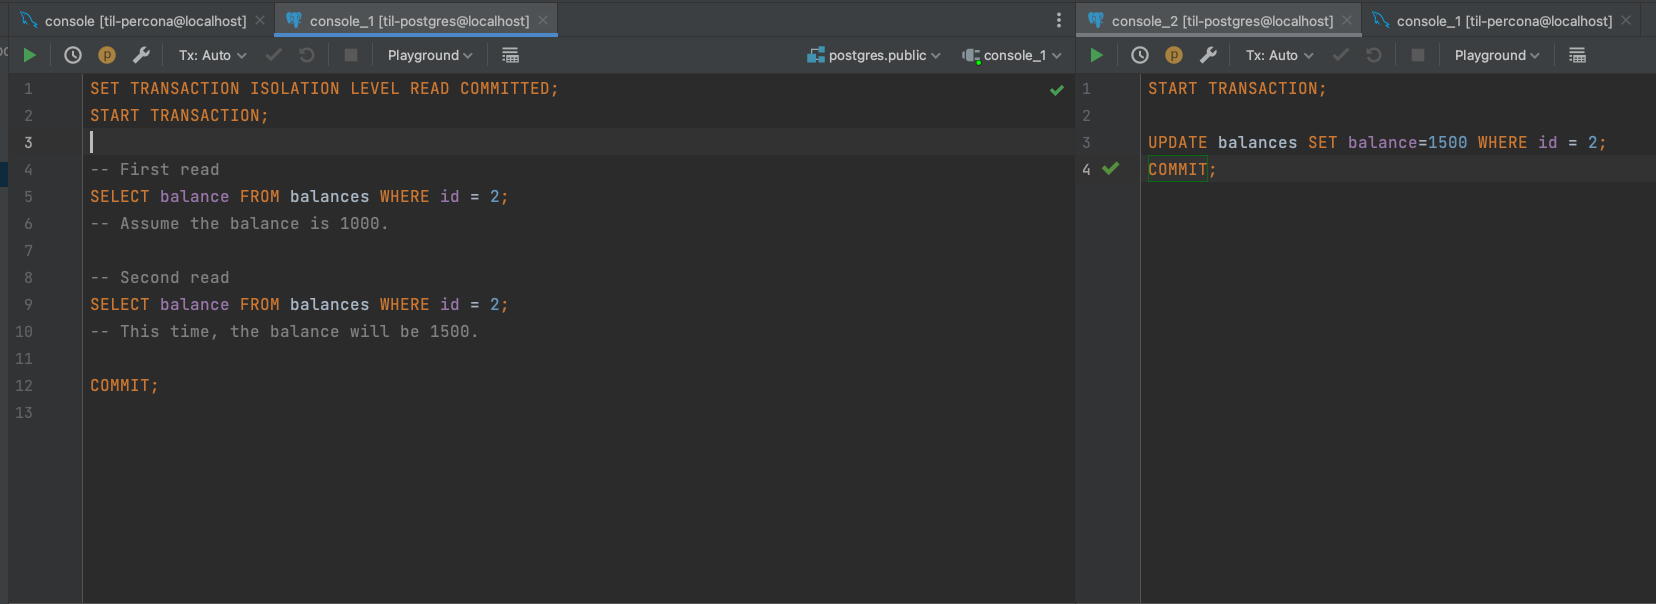 console [til-percona@localhost]
console_1 [til-postgres@localhost]
Tx: Auto
Playground
postgres.public
console_1
1 SET TRANSACTION ISOLATION LEVEL READ COMMITTED;
2 START TRANSACTION;
3
4 -- First read
5 SELECT balance FROM balances WHERE id = 2;
6 -- Assume the balance is 1000.
7
8 -- Second read
9 SELECT balance FROM balances WHERE id = 2;
10 -- This time, the balance will be 1500.
11
12 COMMIT;
13
console_2 [til-postgres@localhost]
console_1 [til-percona@localhost]
Tx: Auto
Playground
1 START TRANSACTION;
2
3 UPDATE balances SET balance=1500 WHERE id = 2;
4 COMMIT;